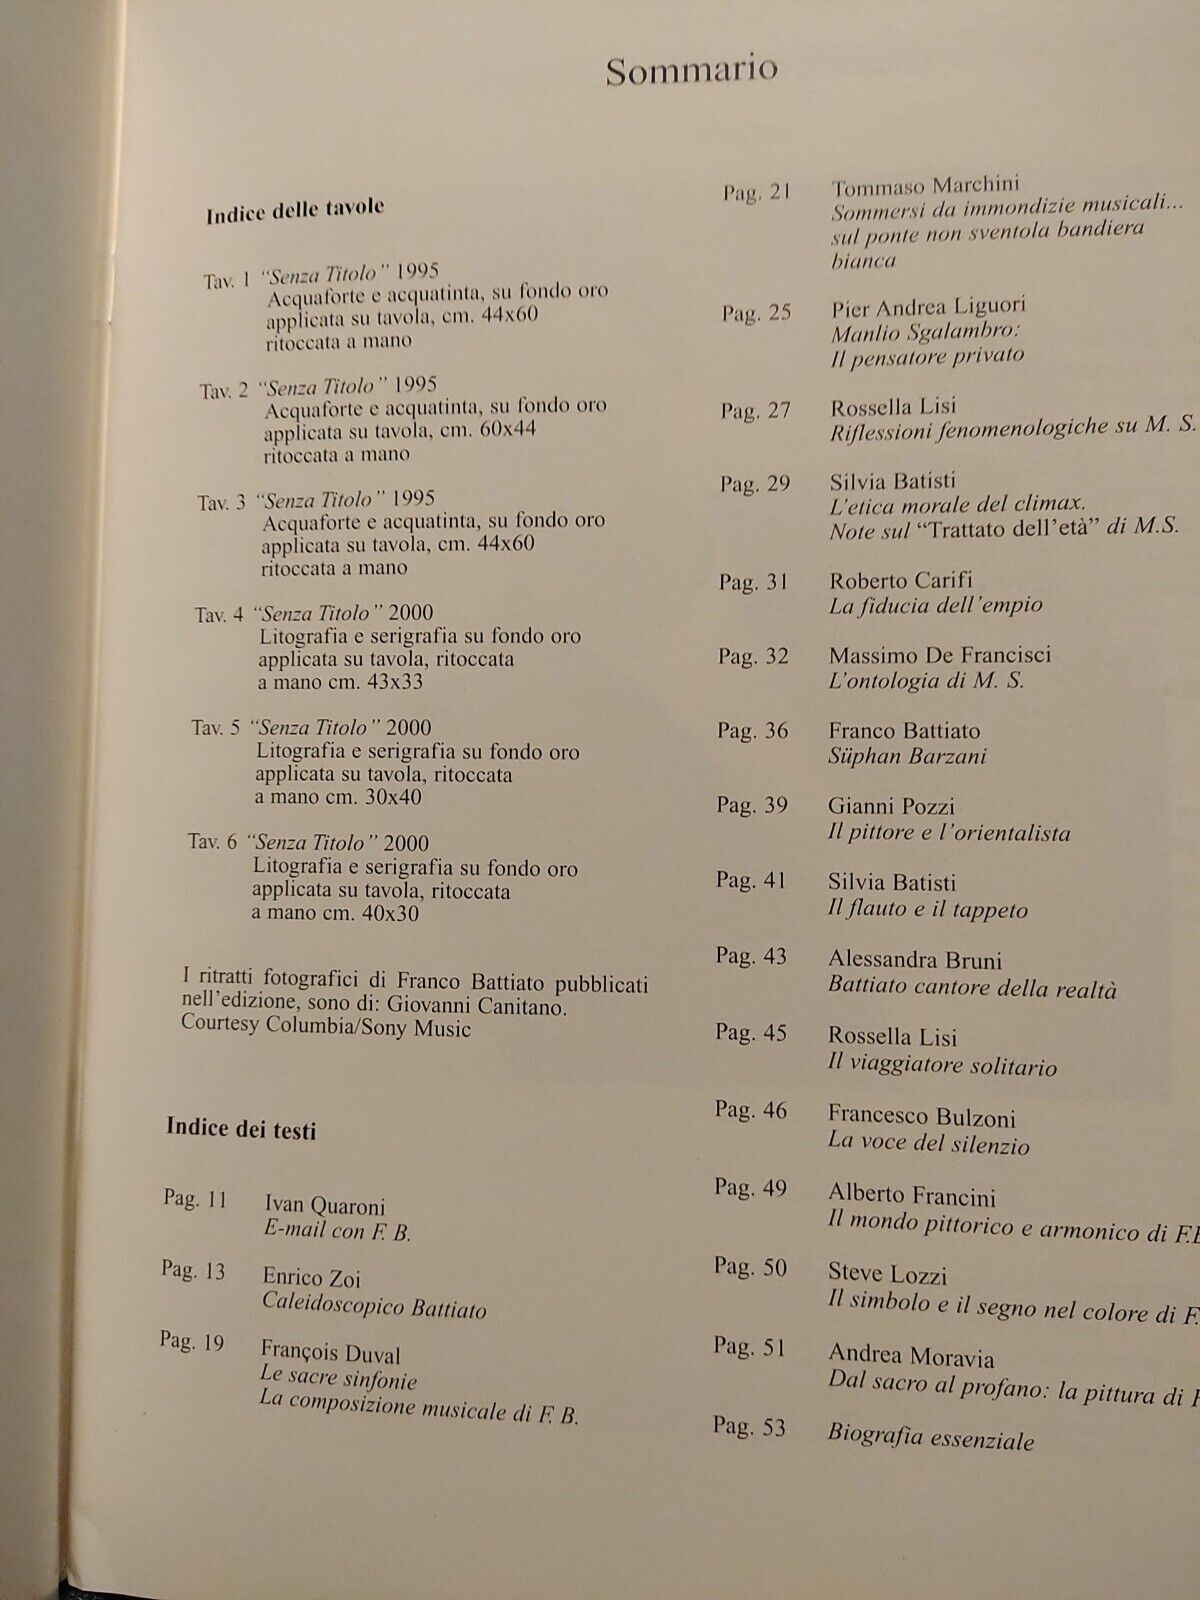 Sommario
Indice delle tavole
Tav. 1 “Senza Titolo” 1995
Acquaforte e acquatinta, su fondo oro
applicata su tavola, cm. 44x60
ritoccata a mano
Tav. 2 “Senza Titolo” 1995
Acquaforte e acquatinta, su fondo oro
applicata su tavola, cm. 60x44
ritoccata a mano
Tav. 3 “Senza Titolo” 1995
Acquaforte e acquatinta, su fondo oro
applicata su tavola, cm. 44x60
ritoccata a mano
Tav. 4 “Senza Titolo” 2000
Litografia e serigrafia su fondo oro
applicata su tavola, ritoccata
a mano cm. 43x33
Tav. 5 “Senza Titolo” 2000
Litografia e serigrafia su fondo oro
applicata su tavola, ritoccata
a mano cm. 30x40
Tav. 6 “Senza Titolo” 2000
Litografia e serigrafia su fondo oro
applicata su tavola, ritoccata
a mano cm. 40x30
I ritratti fotografici di Franco Battiato pubblicati
nell’edizione, sono di: Giovanni Canitano.
Courtesy Columbia/Sony Music
Indice dei testi
Pag. 11 Ivan Quaroni
E-mail con F. B.
Pag. 13 Enrico Zoi
Caleidoscopico Battiato
Pag. 19 François Duval
Le sacre sinfonie
La composizione musicale di F. B.
Pag. 21 Tommaso Marchini
Sommersi da immondizie musicali...
sul ponte non sventola bandiera
bianca
Pag. 25 Pier Andrea Liguori
Manlio Sgalambro:
Il pensatore privato
Pag. 27 Rossella Lisi
Riflessioni fenomenologiche su M. S.
Pag. 29 Silvia Batisti
L’etica morale del climax.
Note sul “Trattato dell’età” di M.S.
Pag. 31 Roberto Carifi
La fiducia dell’empio
Pag. 32 Massimo De Francisci
L’ontologia di M. S.
Pag. 36 Franco Battiato
Süphan Barzani
Pag. 39 Gianni Pozzi
Il pittore e l’orientalista
Pag. 41 Silvia Batisti
Il flauto e il tappeto
Pag. 43 Alessandra Bruni
Battiato cantore della realtà
Pag. 45 Rossella Lisi
Il viaggiatore solitario
Pag. 46 Francesco Bulzoni
La voce del silenzio
Pag. 49 Alberto Francini
Il mondo pittorico e armonico di F.
Pag. 50 Steve Lozzi
Il simbolo e il segno nel colore di F.
Pag. 51 Andrea Moravia
Dal sacro al profano: la pittura di
Pag. 53 Biografia essenziale